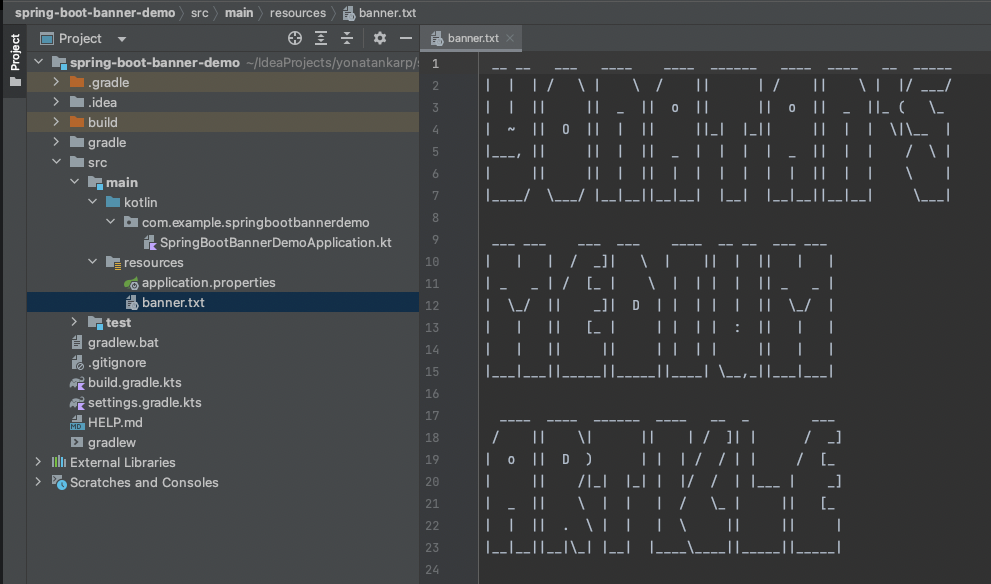 spring-boot-banner-demo src main resources banner.txt
Project
Project
banner.txt
spring-boot-banner-demo ~/IdeaProjects/yonatankarp/
.gradle
.idea
build
gradle
src
main
kotlin
com.example.springbootbannerdemo
SpringBootBannerDemoApplication.kt
resources
application.properties
banner.txt
test
gradlew.bat
.gitignore
build.gradle.kts
settings.gradle.kts
HELP.md
gradlew
External Libraries
Scratches and Consoles
1
2
3
4
5
6
7
8
9
10
11
12
13
14
15
16
17
18
19
20
21
22
23
24
YONATANS
MEDIUM
ARTICLE